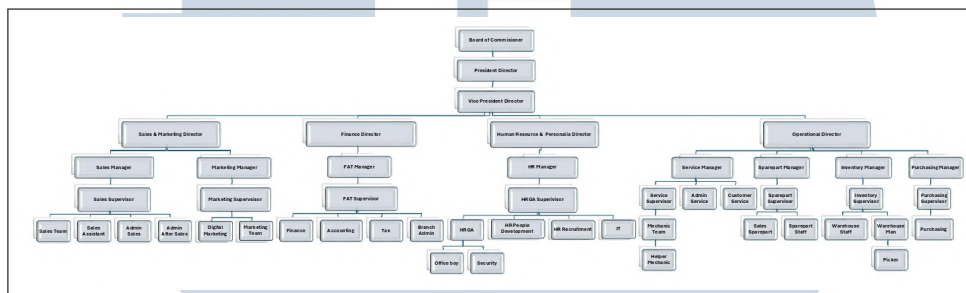 Board of Commisioner
President Director
Vice President Director
Sales & Marketing Director
Finance Director
Human Resource & Personalia Director
Operational Director
Sales Manager
Marketing Manager
FAT Manager
HR Manager
Service Manager
Sparepart Manager
Inventory Manager
Purchasing Manager
Sales Supervisor
Marketing Supervisor
FAT Supervisor
HRGA Supervisor
Service
Supervisor
Admin
Service
Customer
Service
Sparepart
Supervisor
Inventory
Supervisor
Purchasing
Supervisor
Sales Team
Sales
Assistant
Admin
Sales
Admin
After Sales
Digital
Marketing
Marketing
Team
Finance
Accounting
Tax
Branch
Admin
HRGA
HR People
Development
HR Recruitment
IT
Mechanic
Team
Sales
Sparepart
Sparepart
Staff
Warehouse
Staff
Warehouse
Man
Purchasing
Office boy
Security
Helper
Mechanic
Picker